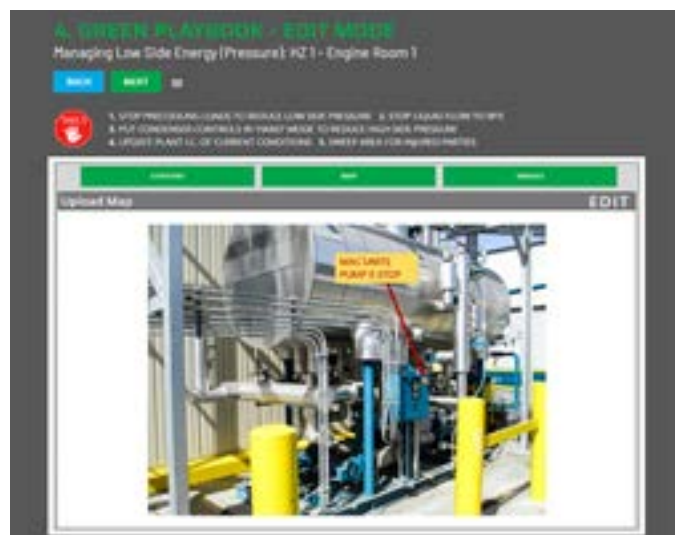 4. GREEN PLAYBOOK - EDIT MODE
Managing Low Side Energy (Pressure): HZ 1 - Engine Room 1
BACK NEXT
1. STOP PROCESSING LOADS TO REDUCE LOW SIDE PRESSURE 2. STOP LIQUID FLOW TO
3. PUT CONDENSER CONTROLS IN "HAND" MODE TO REDUCE HIGH SIDE PRESSURE
4. UPDATE PLANT I.C. OF CURRENT CONDITIONS 5. SWEEP AREA FOR INJURED PARTIES
MAP
Upload Map EDIT
PUMP E STOP